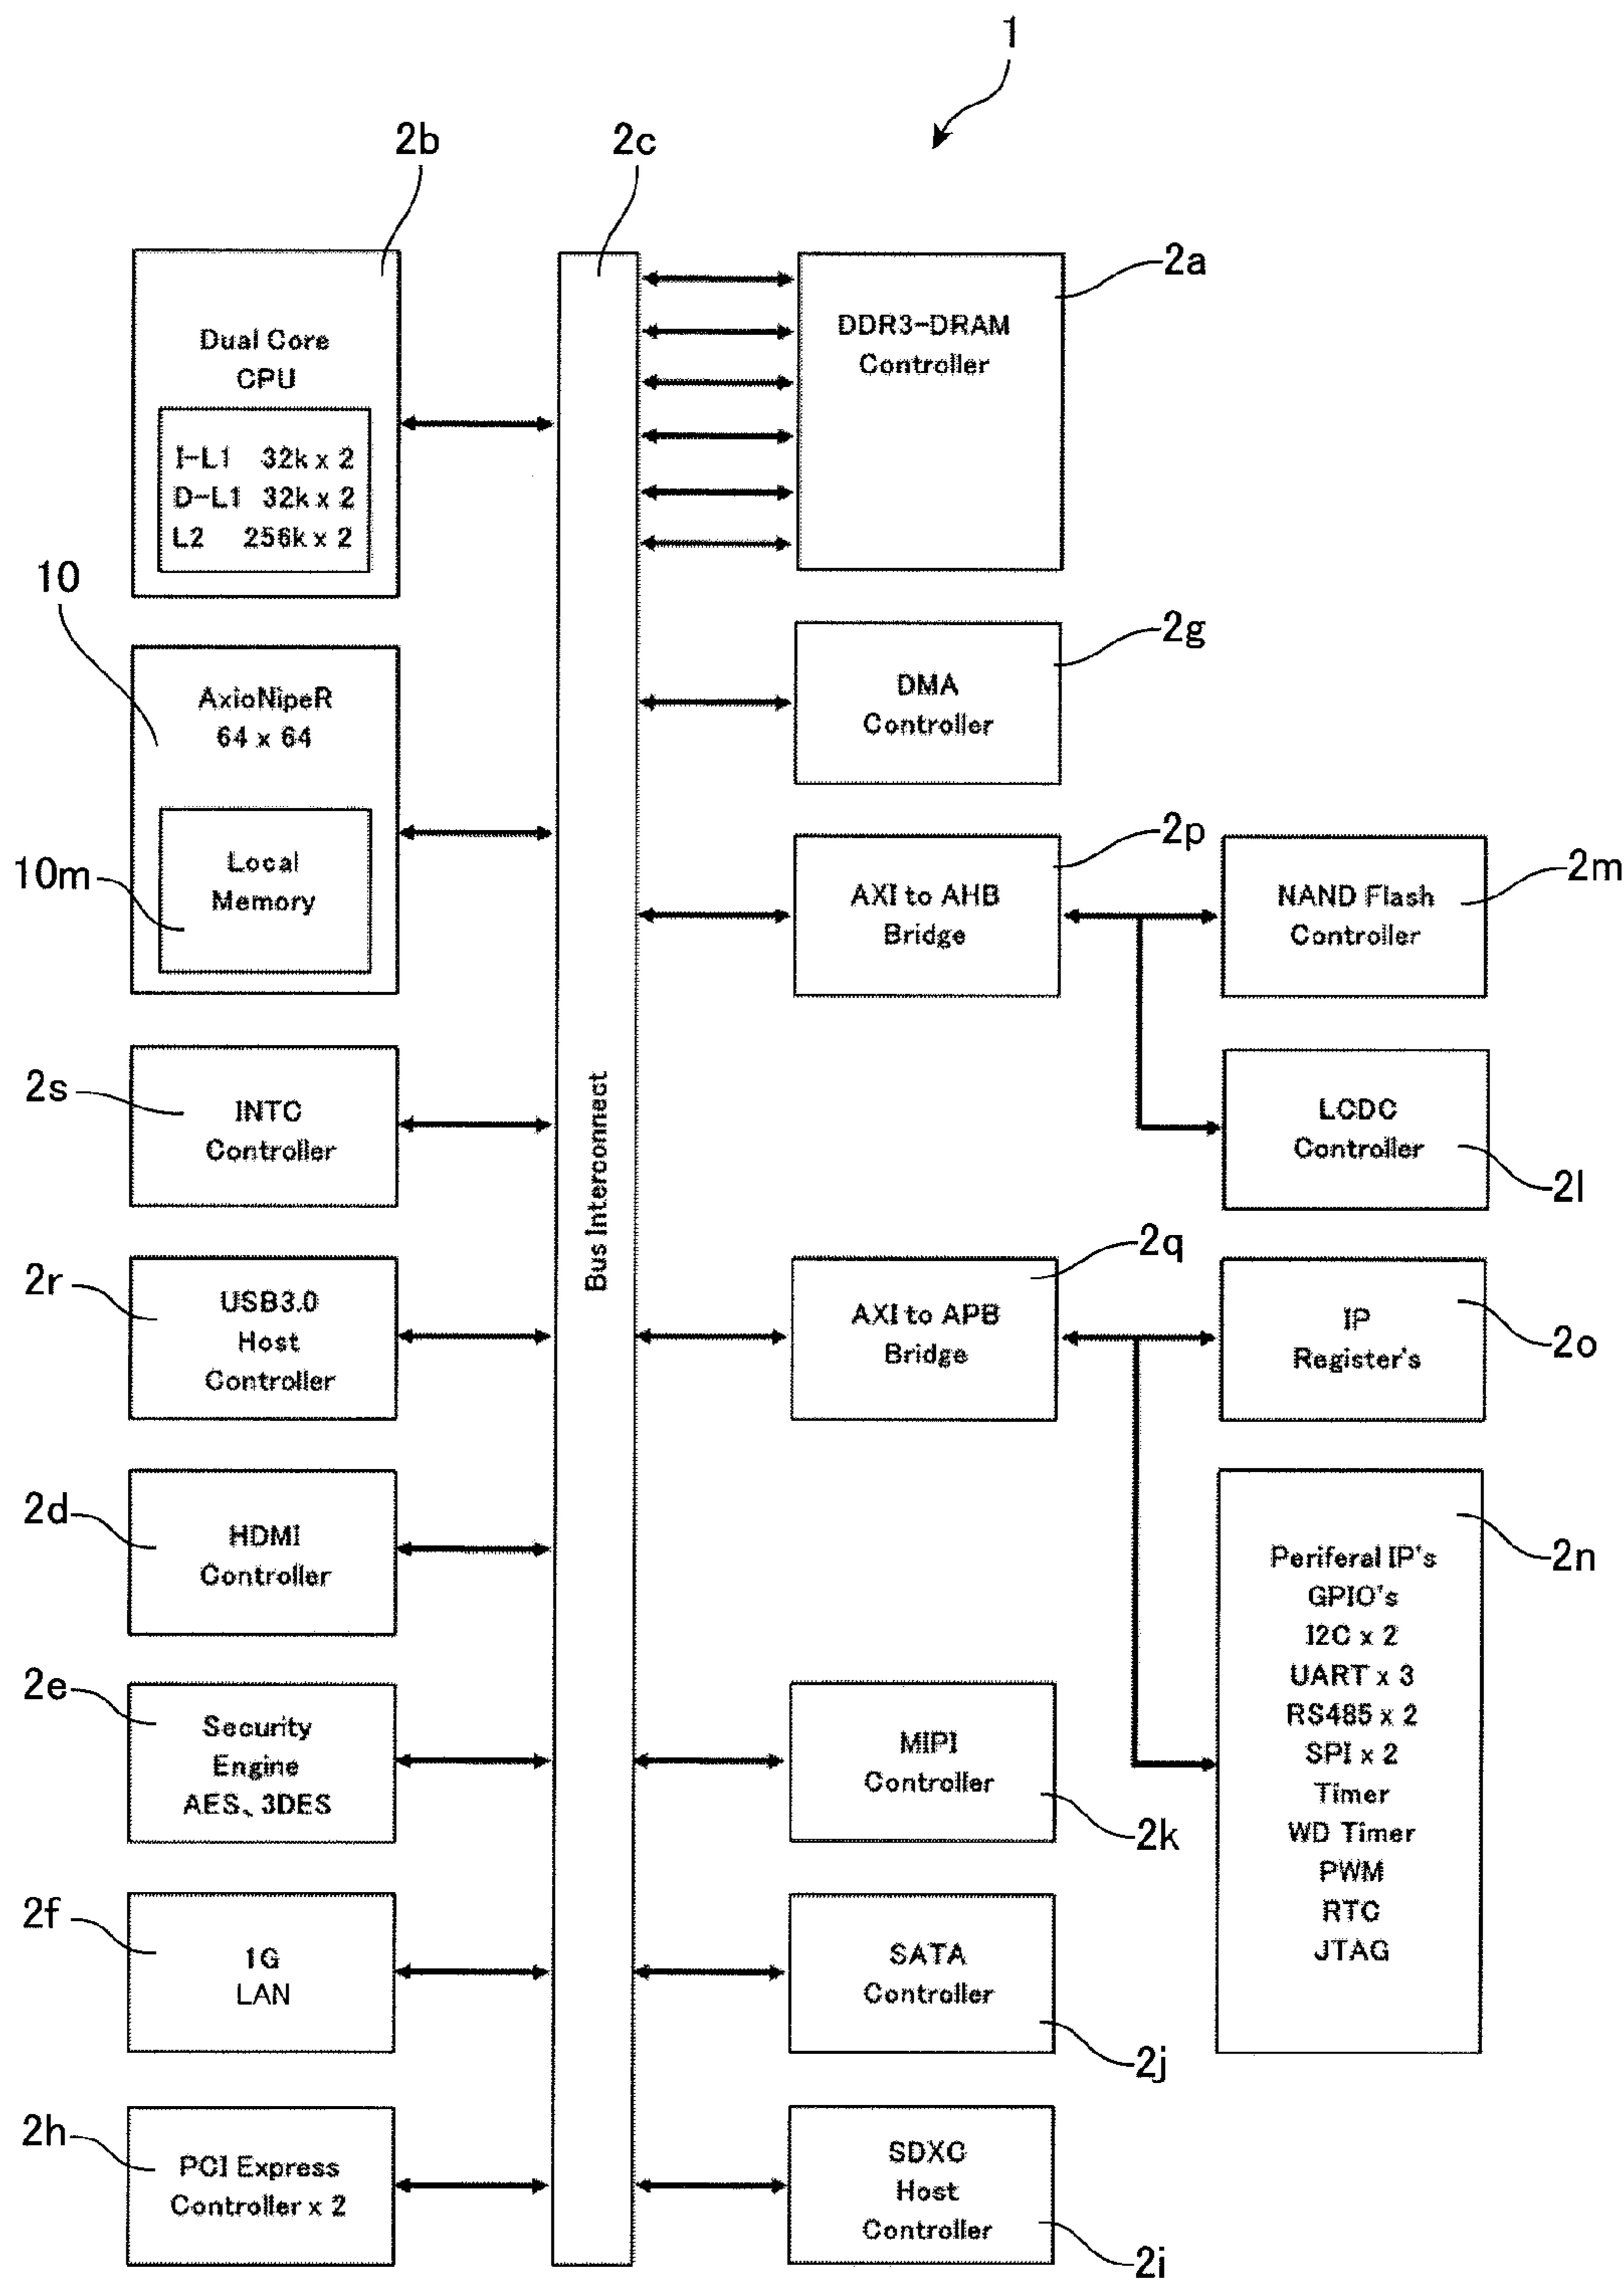 1
2b
2c
2a
Dual Core
CPU
I-L1 32k x 2
D-L1 32k x 2
L2 256k x 2
DDR3-DRAM
Controller
10
AxioNipeR
64 x 64
10m
Local
Memory
2g
DMA
Controller
2p
AXI to AHB
Bridge
2m
NAND Flash
Controller
2s
INTC
Controller
Bus Interconnect
LCDC
Controller
2l
2r
USB3.0
Host
Controller
2q
AXI to APB
Bridge
IP
Register's
2o
2d
HDMI
Controller
2n
Periferal IP's
GPIO's
I2C x 2
UART x 3
RS485 x 2
SPI x 2
Timer
WD Timer
PWM
RTC
JTAG
2e
Security
Engine
AES、3DES
MIPI
Controller
2k
2f
1G
LAN
SATA
Controller
2j
2h
PCI Express
Controller x 2
SDXC
Host
Controller
2i